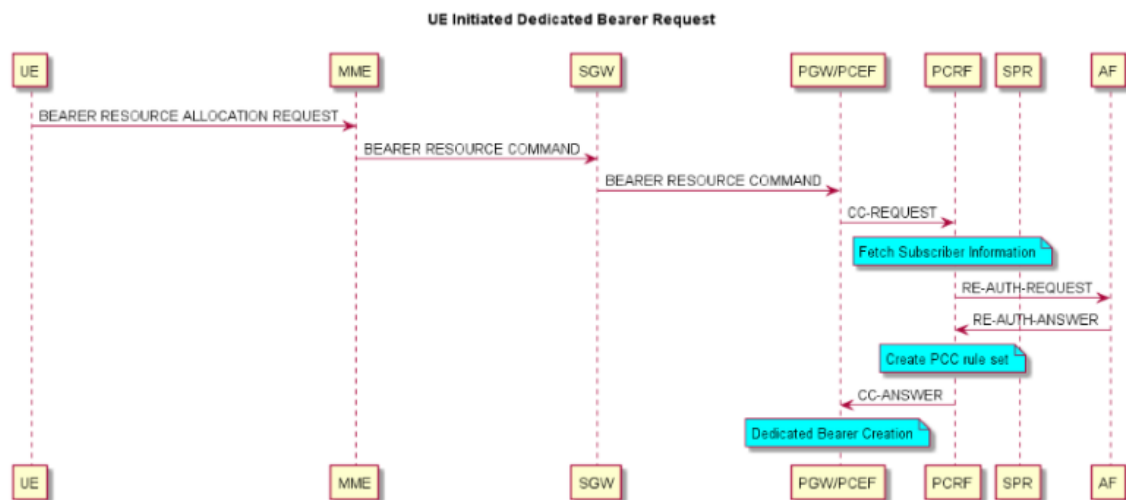 UE Initiated Dedicated Bearer Request
UE MME SGW PGW/PCEF PCRF SPR AF
BEARER RESOURCE ALLOCATION REQUEST
BEARER RESOURCE COMMAND
BEARER RESOURCE COMMAND
CC-REQUEST
Fetch Subscriber Information
RE-AUTH-REQUEST
RE-AUTH-ANSWER
Create PCC rule set
CC-ANSWER
Dedicated Bearer Creation
UE MME SGW PGW/PCEF PCRF SPR AF